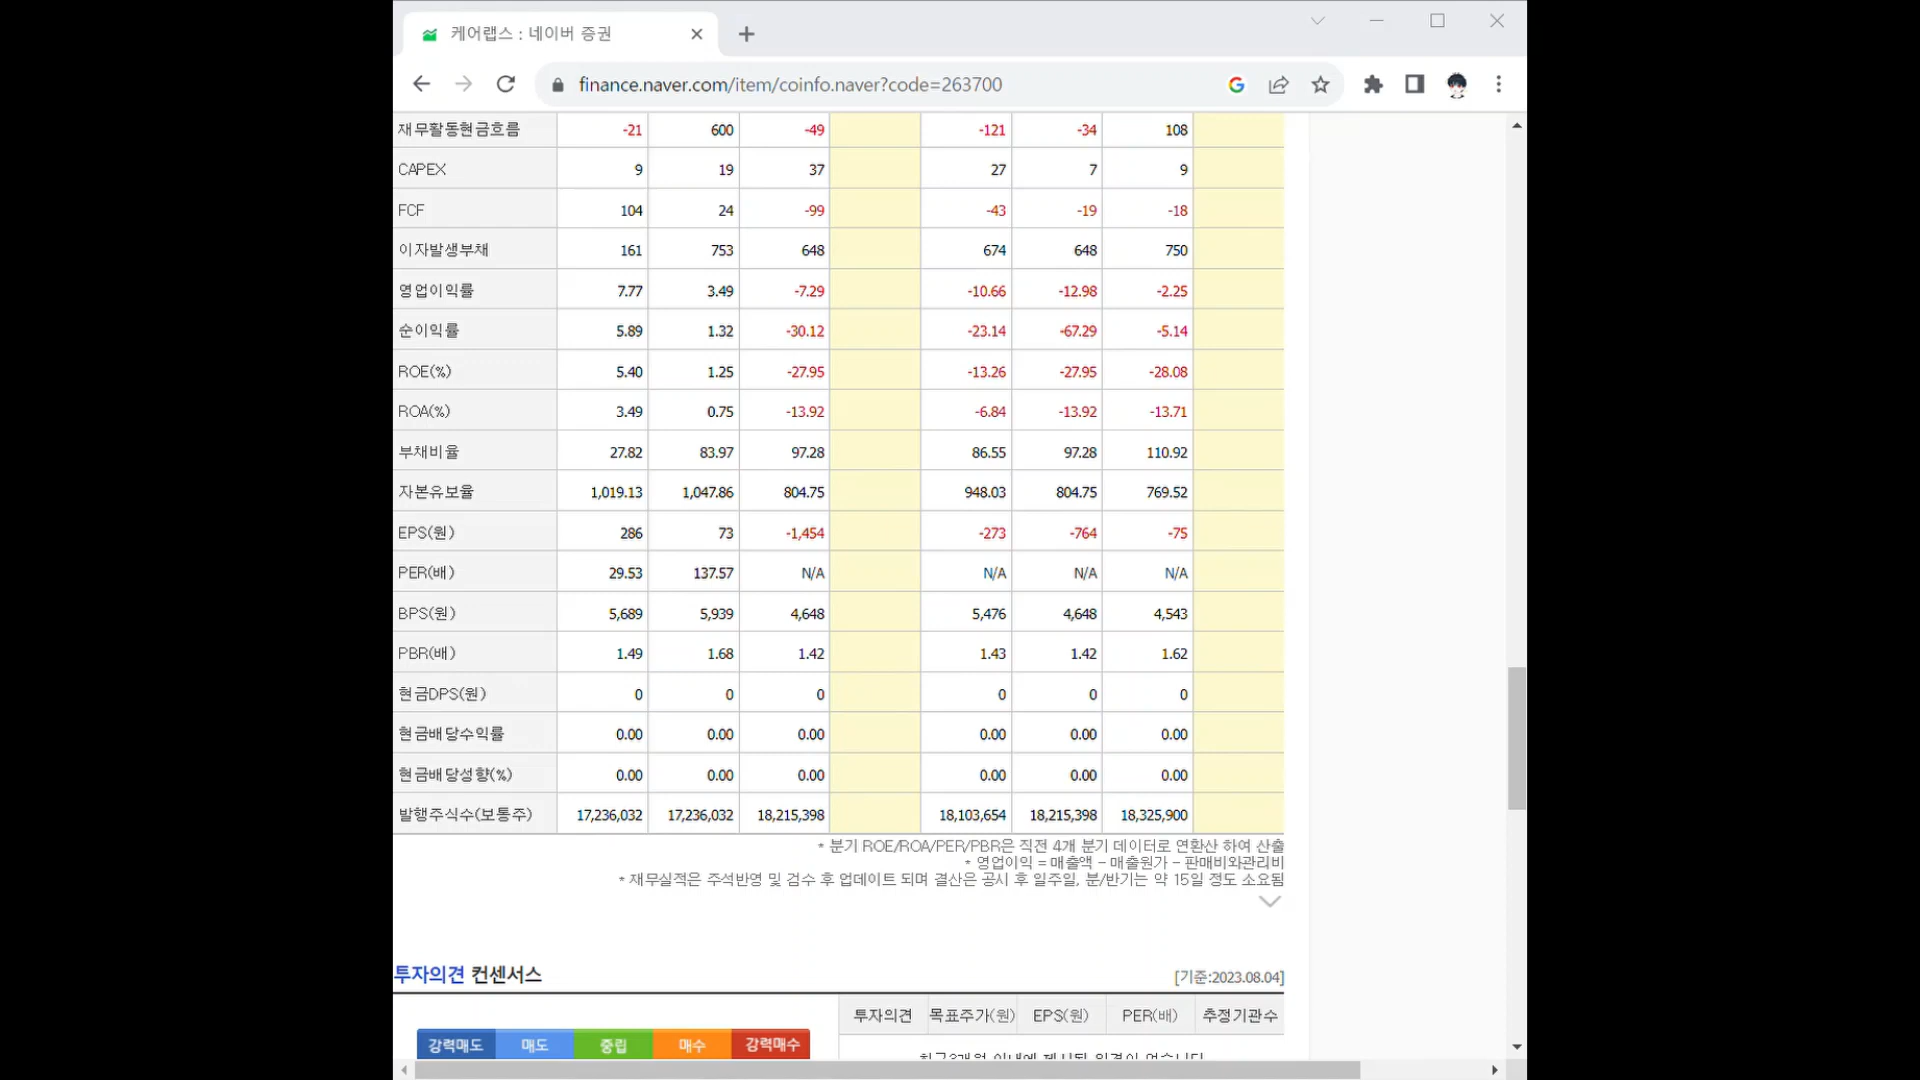 케어랩스 : 네이버 증권
finance.naver.com/item/coinfo.naver?code=263700
재무활동현금흐름 -21 600 -49 -121 -34 108
CAPEX 9 19 37 27 7 9
FCF 104 24 -99 -43 -19 -18
이자발생부채 161 753 648 674 648 750
영업이익률 7.77 3.49 -7.29 -10.66 -12.98 -2.25
순이익률 5.89 1.32 -30.12 -23.14 -67.29 -5.14
ROE(%) 5.40 1.25 -27.95 -13.26 -27.95 -28.08
ROA(%) 3.49 0.75 -13.92 -6.84 -13.92 -13.71
부채비율 27.82 83.97 97.28 86.55 97.28 110.92
자본유보율 1,019.13 1,047.86 804.75 948.03 804.75 769.52
EPS(원) 286 73 -1,454 -273 -764 -75
PER(배) 29.53 137.57 N/A N/A N/A N/A
BPS(원) 5,689 5,939 4,648 5,476 4,648 4,543
PBR(배) 1.49 1.68 1.42 1.43 1.42 1.62
현금DPS(원) 0 0 0 0 0 0
현금배당수익률 0.00 0.00 0.00 0.00 0.00 0.00
현금배당성향(%) 0.00 0.00 0.00 0.00 0.00 0.00
발행주식수(보통주) 17,236,032 17,236,032 18,215,398 18,103,654 18,215,398 18,325,900
* 분기 ROE/ROA/PER/PBR은 직전 4개 분기 데이터로 연환산 하여 산출
* 영업이익 = 매출액 - 매출원가 - 판매비와관리비
* 재무실적은 주석반영 및 검수 후 업데이트 되며 결산은 공시 후 일주일, 분/반기는 약 15일 정도 소요됨
투자의견 컨센서스 [기준:2023.08.04]
투자의견 목표주가(원) EPS(원) PER(배) 추정기관수
강력매도 매도 중립 매수 강력매수